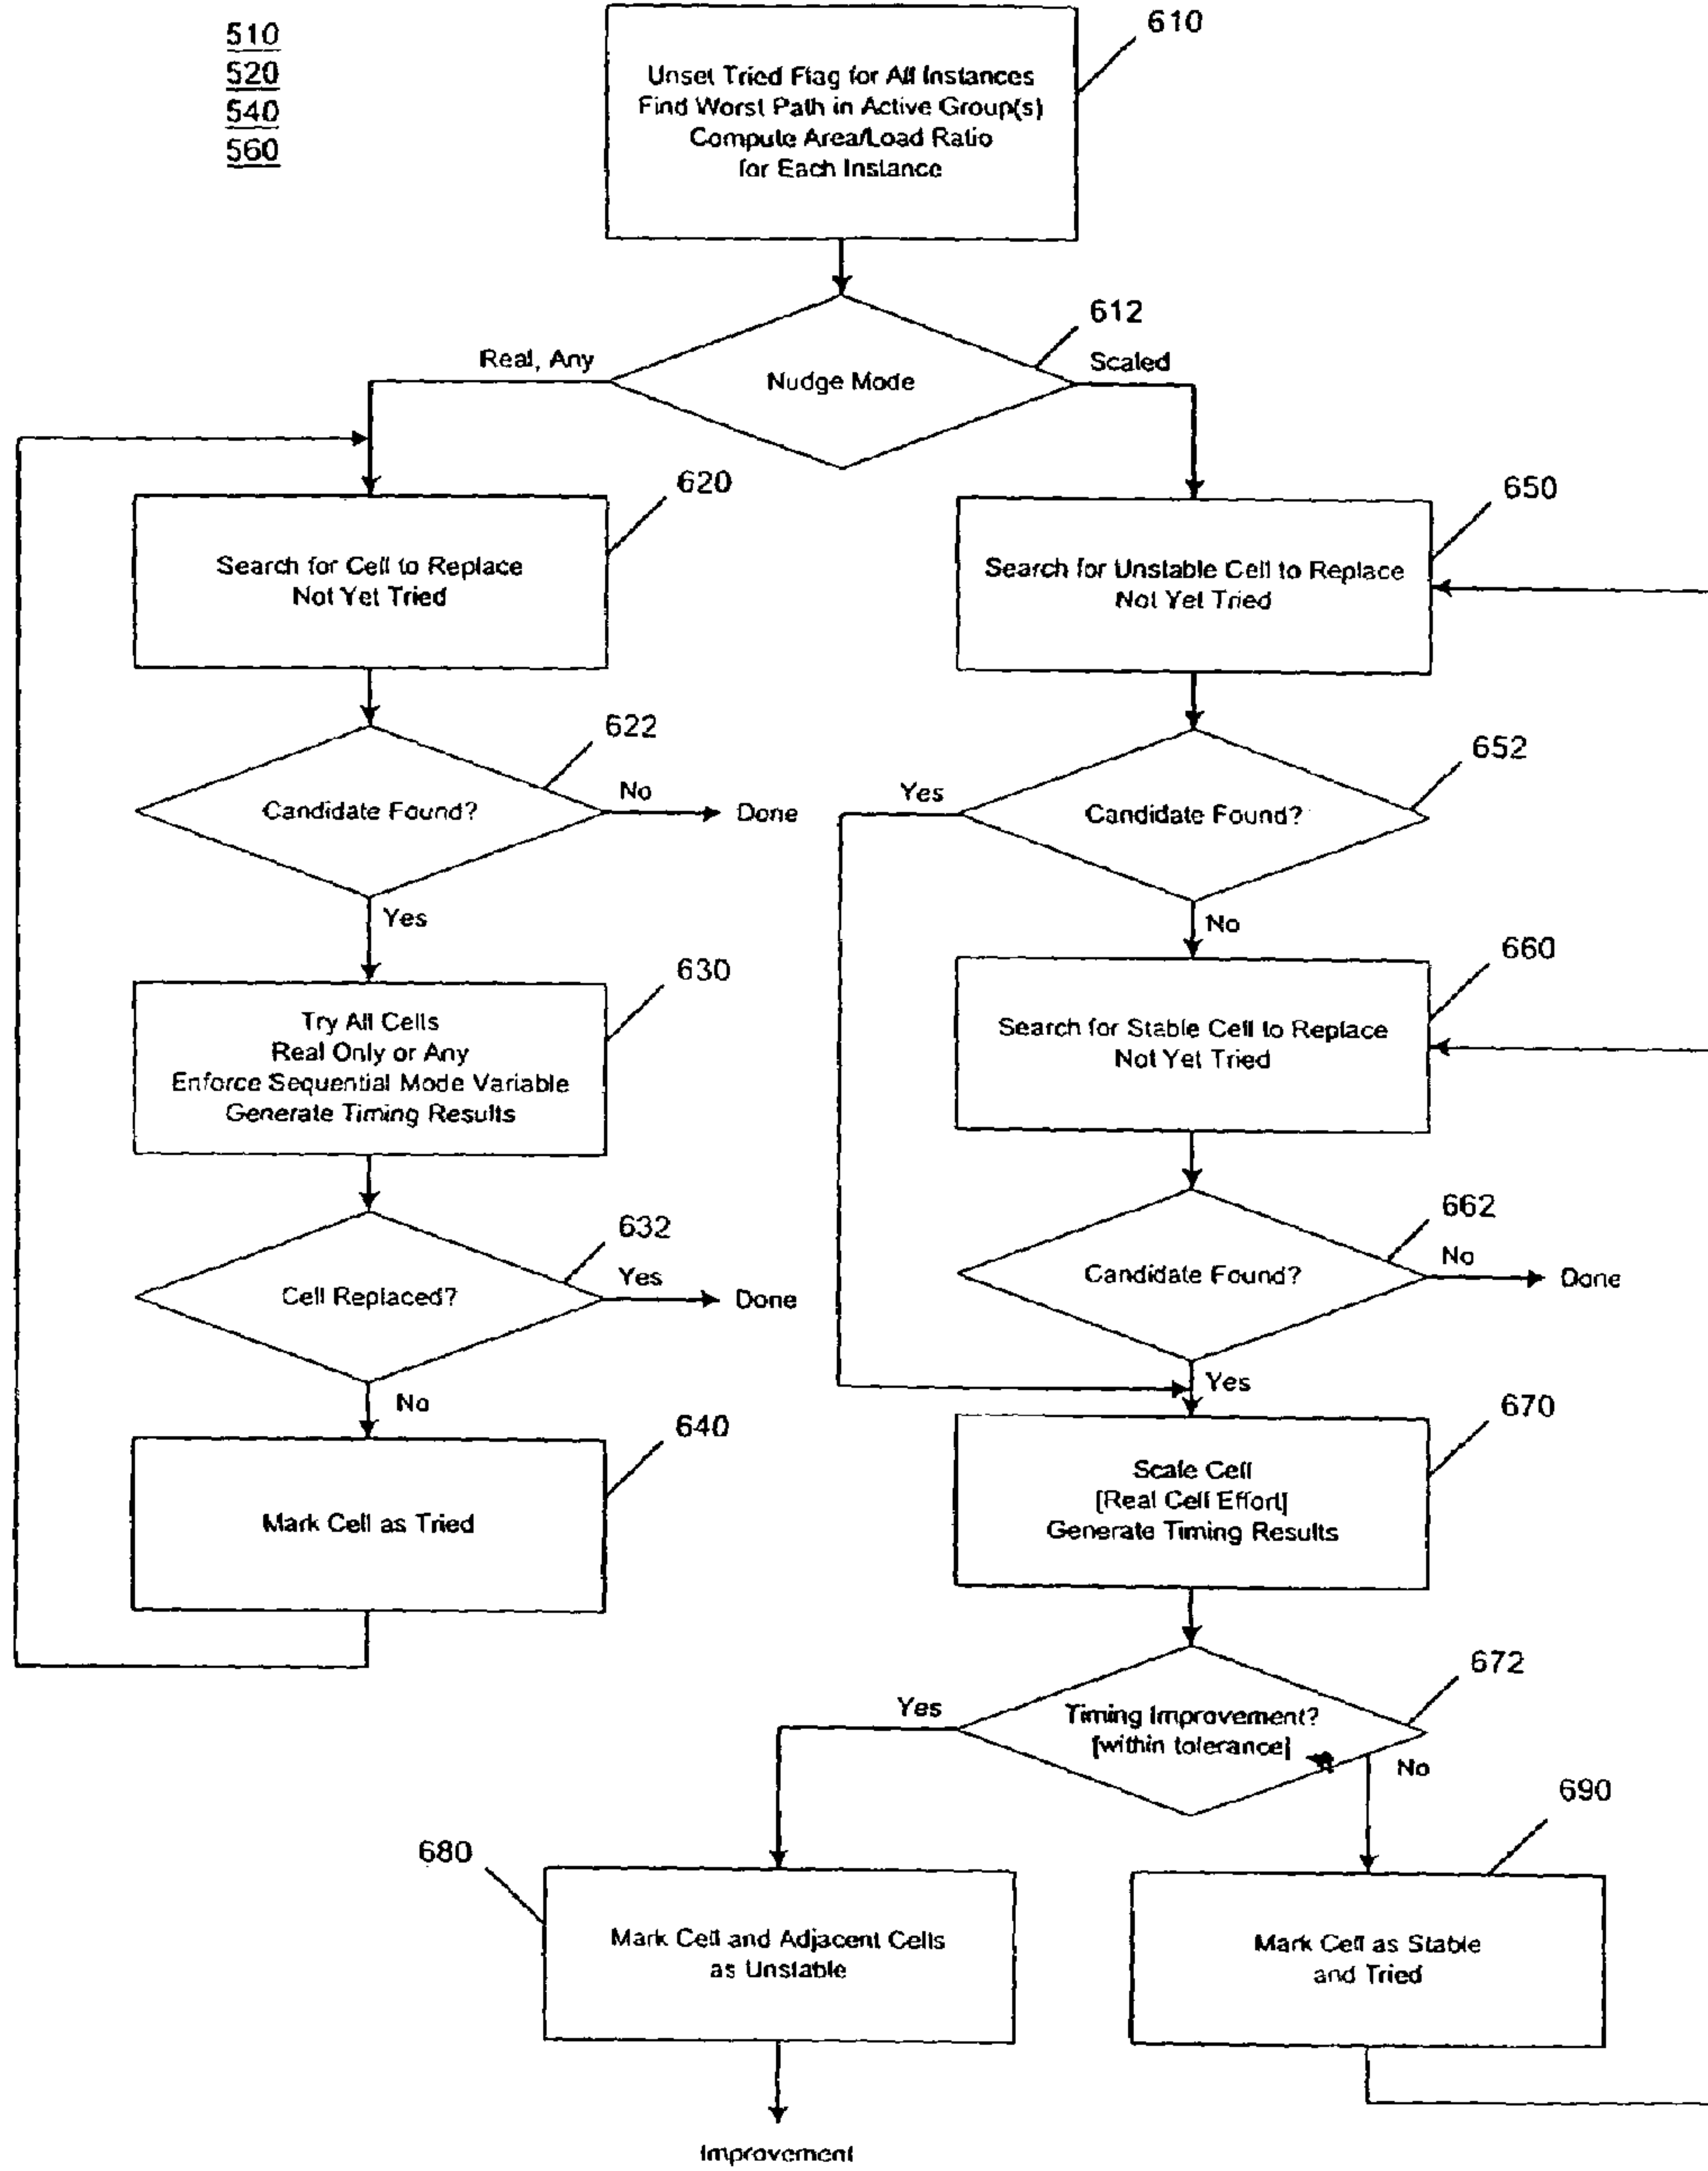 510
520
540
560
610
Unset Tried Flag for All Instances
Find Worst Path in Active Group(s)
Compute Area/Load Ratio
for Each Instance
612
Real, Any
Nudge Mode
Scaled
620
Search for Cell to Replace
Not Yet Tried
650
Search for Unstable Cell to Replace
Not Yet Tried
622
Candidate Found?
No
Done
Yes
652
Yes
Candidate Found?
No
630
Try All Cells
Real Only or Any
Enforce Sequential Mode Variable
Generate Timing Results
660
Search for Stable Cell to Replace
Not Yet Tried
632
Cell Replaced?
Yes
Done
No
662
Candidate Found?
No
Done
Yes
640
Mark Cell as Tried
670
Scale Cell
[Real Cell Effort]
Generate Timing Results
672
Yes
Timing Improvement?
[within tolerance]
No
680
Mark Cell and Adjacent Cells
as Unstable
690
Mark Cell as Stable
and Tried
Improvement